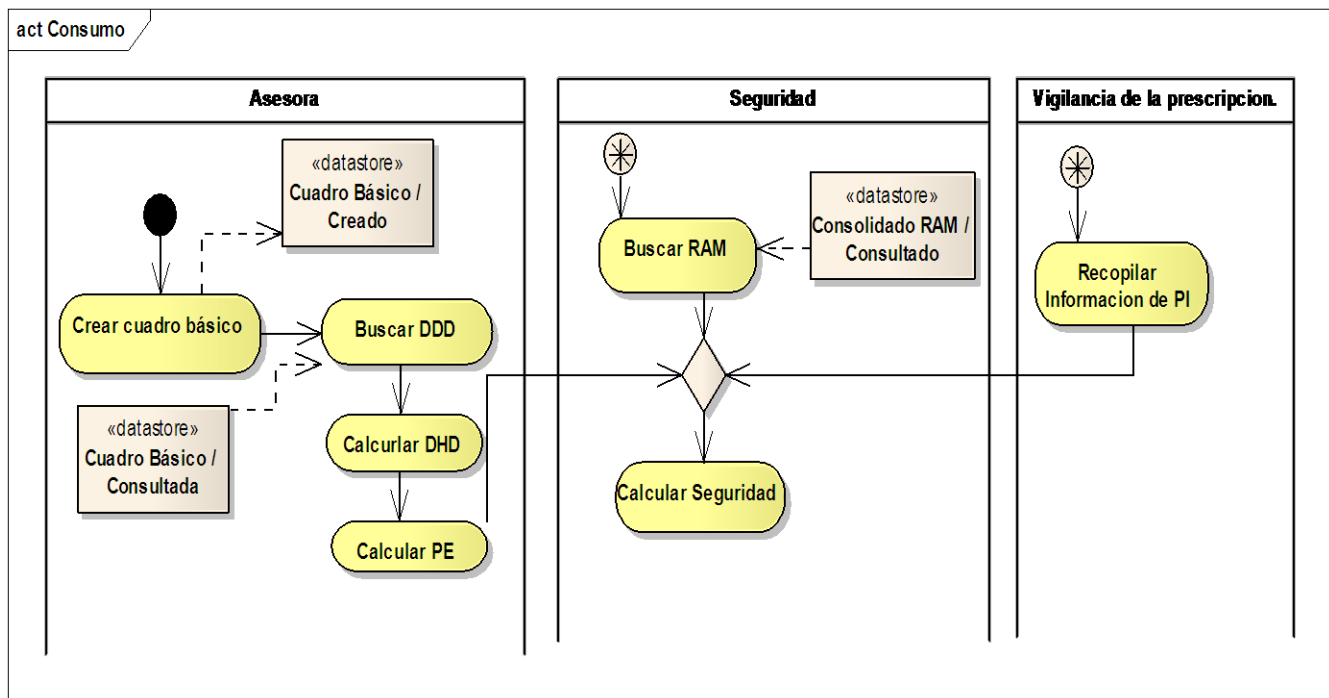 act Consumo
Asesora
«datastore»
Cuadro Básico /
Creado
Crear cuadro básico
Buscar DDD
«datastore»
Cuadro Básico /
Consultada
Calcurlar DHD
Calcular PE
Seguridad
«datastore»
Consolidado RAM /
Consultado
Buscar RAM
Calcular Seguridad
Vigilancia de la prescripcion.
Recopilar
Informacion de PI